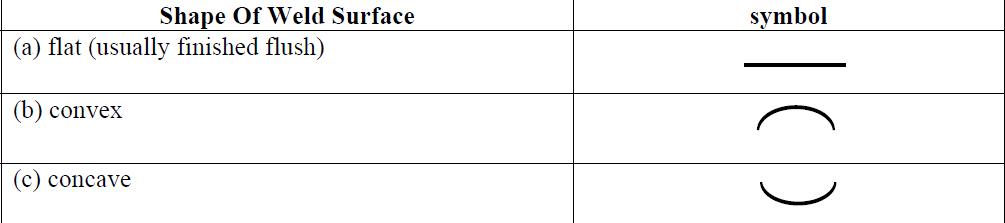 Shape Of Weld Surface symbol
(a) flat (usually finished flush)
(b) convex
(c) concave